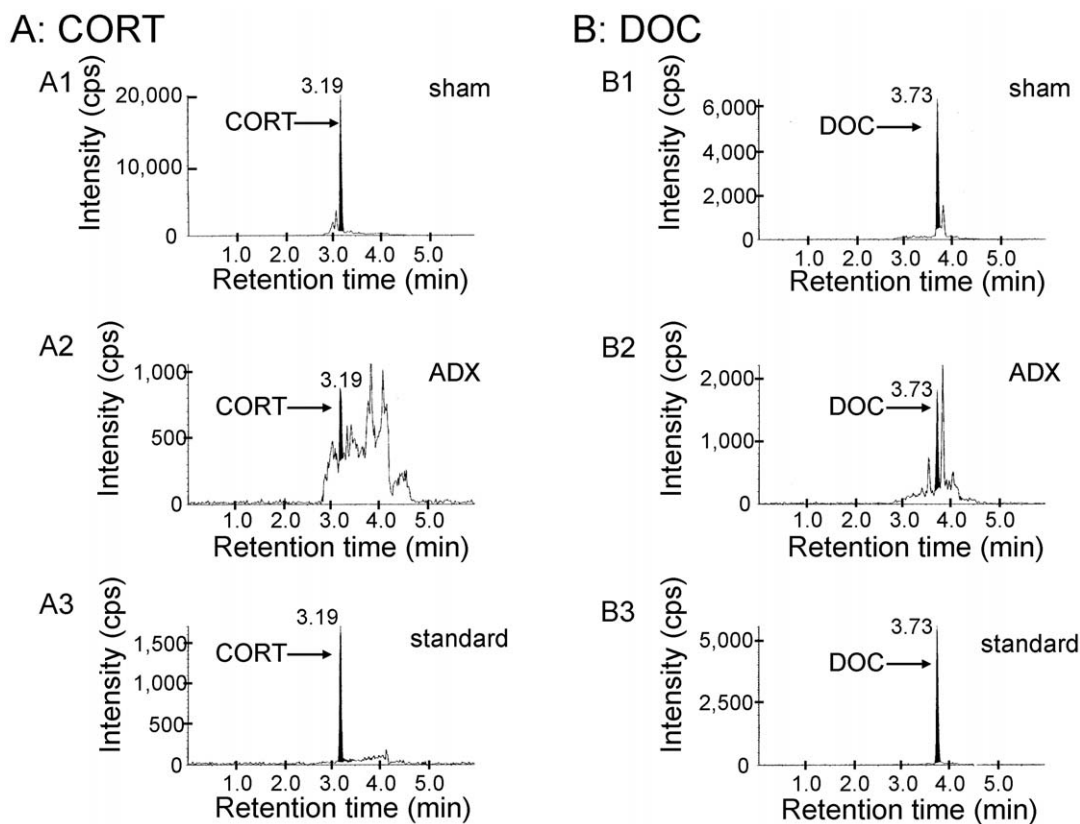 A: CORT
A1
Intensity (cps)
20,000
10,000
0
3.19
sham
CORT
1.0 2.0 3.0 4.0 5.0
Retention time (min)
A2
Intensity (cps)
1,000
500
0
3.19
ADX
CORT
1.0 2.0 3.0 4.0 5.0
Retention time (min)
A3
Intensity (cps)
1,500
1,000
500
0
3.19
standard
CORT
1.0 2.0 3.0 4.0 5.0
Retention time (min)
B: DOC
B1
Intensity (cps)
6,000
4,000
2,000
0
3.73
sham
DOC
1.0 2.0 3.0 4.0 5.0
Retention time (min)
B2
Intensity (cps)
2,000
1,000
0
3.73
ADX
DOC
1.0 2.0 3.0 4.0 5.0
Retention time (min)
B3
Intensity (cps)
5,000
2,500
0
3.73
standard
DOC
1.0 2.0 3.0 4.0 5.0
Retention time (min)